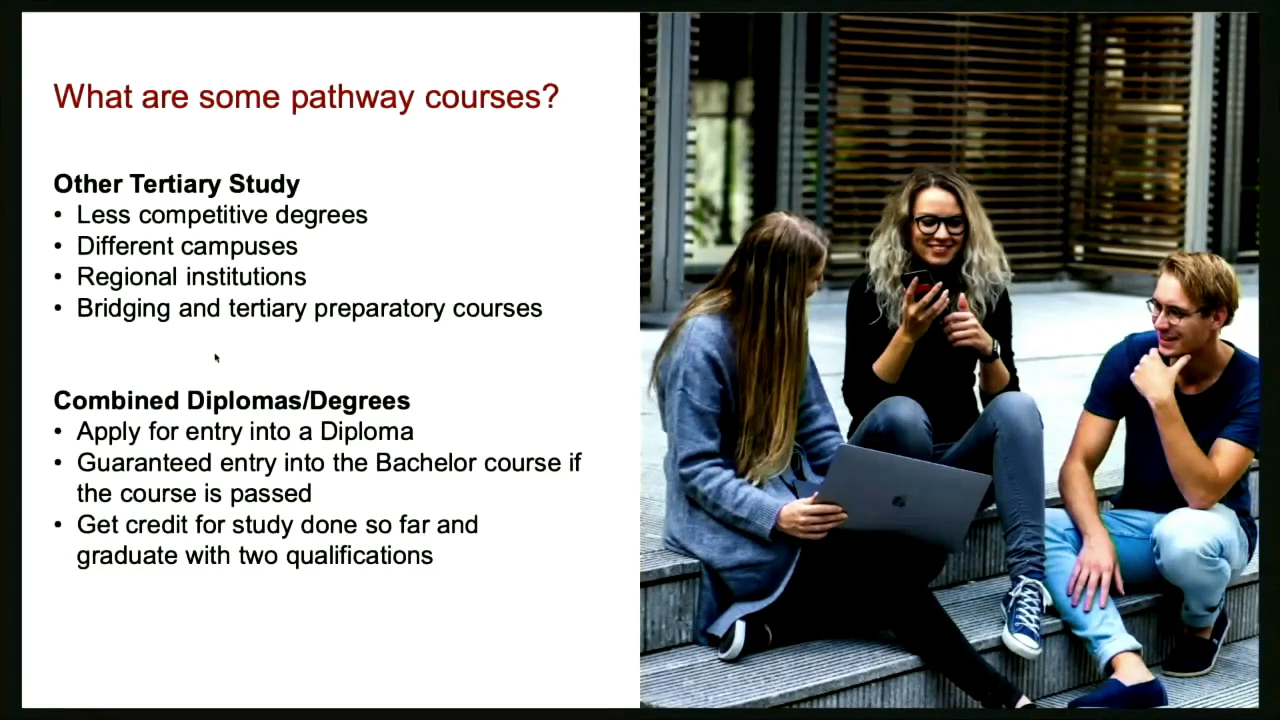 What are some pathway courses?
Other Tertiary Study
• Less competitive degrees
• Different campuses
• Regional institutions
• Bridging and tertiary preparatory courses
Combined Diplomas/Degrees
• Apply for entry into a Diploma
• Guaranteed entry into the Bachelor course if
the course is passed
• Get credit for study done so far and
graduate with two qualifications